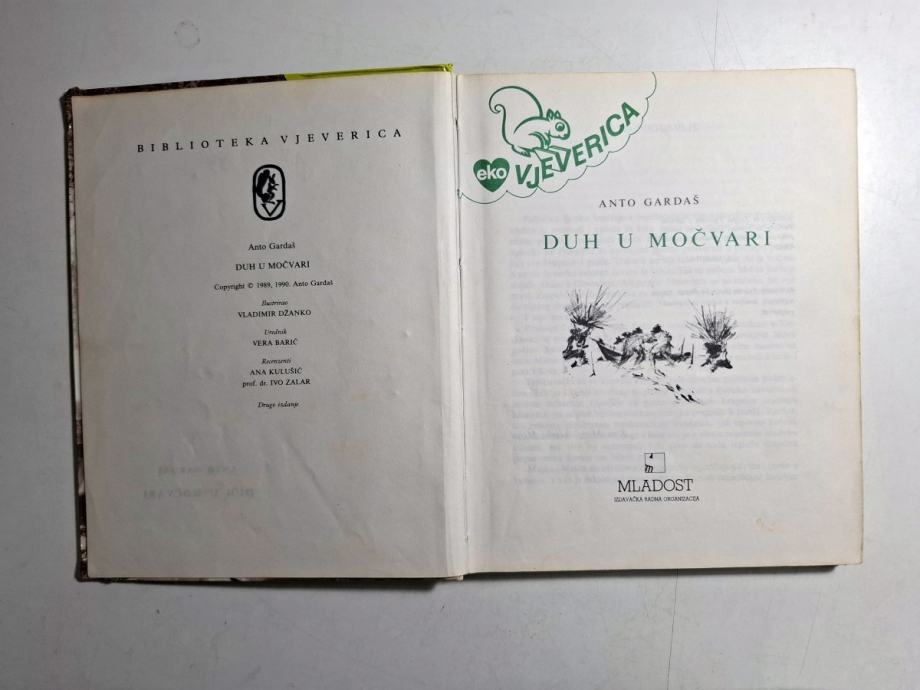 BIBLIOTEKA VJEVERICA
Anto Gardaš
DUH U MOČVARI
Copyright © 1989, 1990. Anto Gardaš
Ilustrirao
VLADIMIR DŽANKO
Urednik
VERA BARIĆ
Recenzenti
ANA KULUŠIĆ
prof. dr. IVO ZALAR
Drugo izdanje
eko VJEVERICA
ANTO GARDAŠ
DUH U MOČVARI
MLADOST
IZDAVAČKA RADNA ORGANIZACIJA